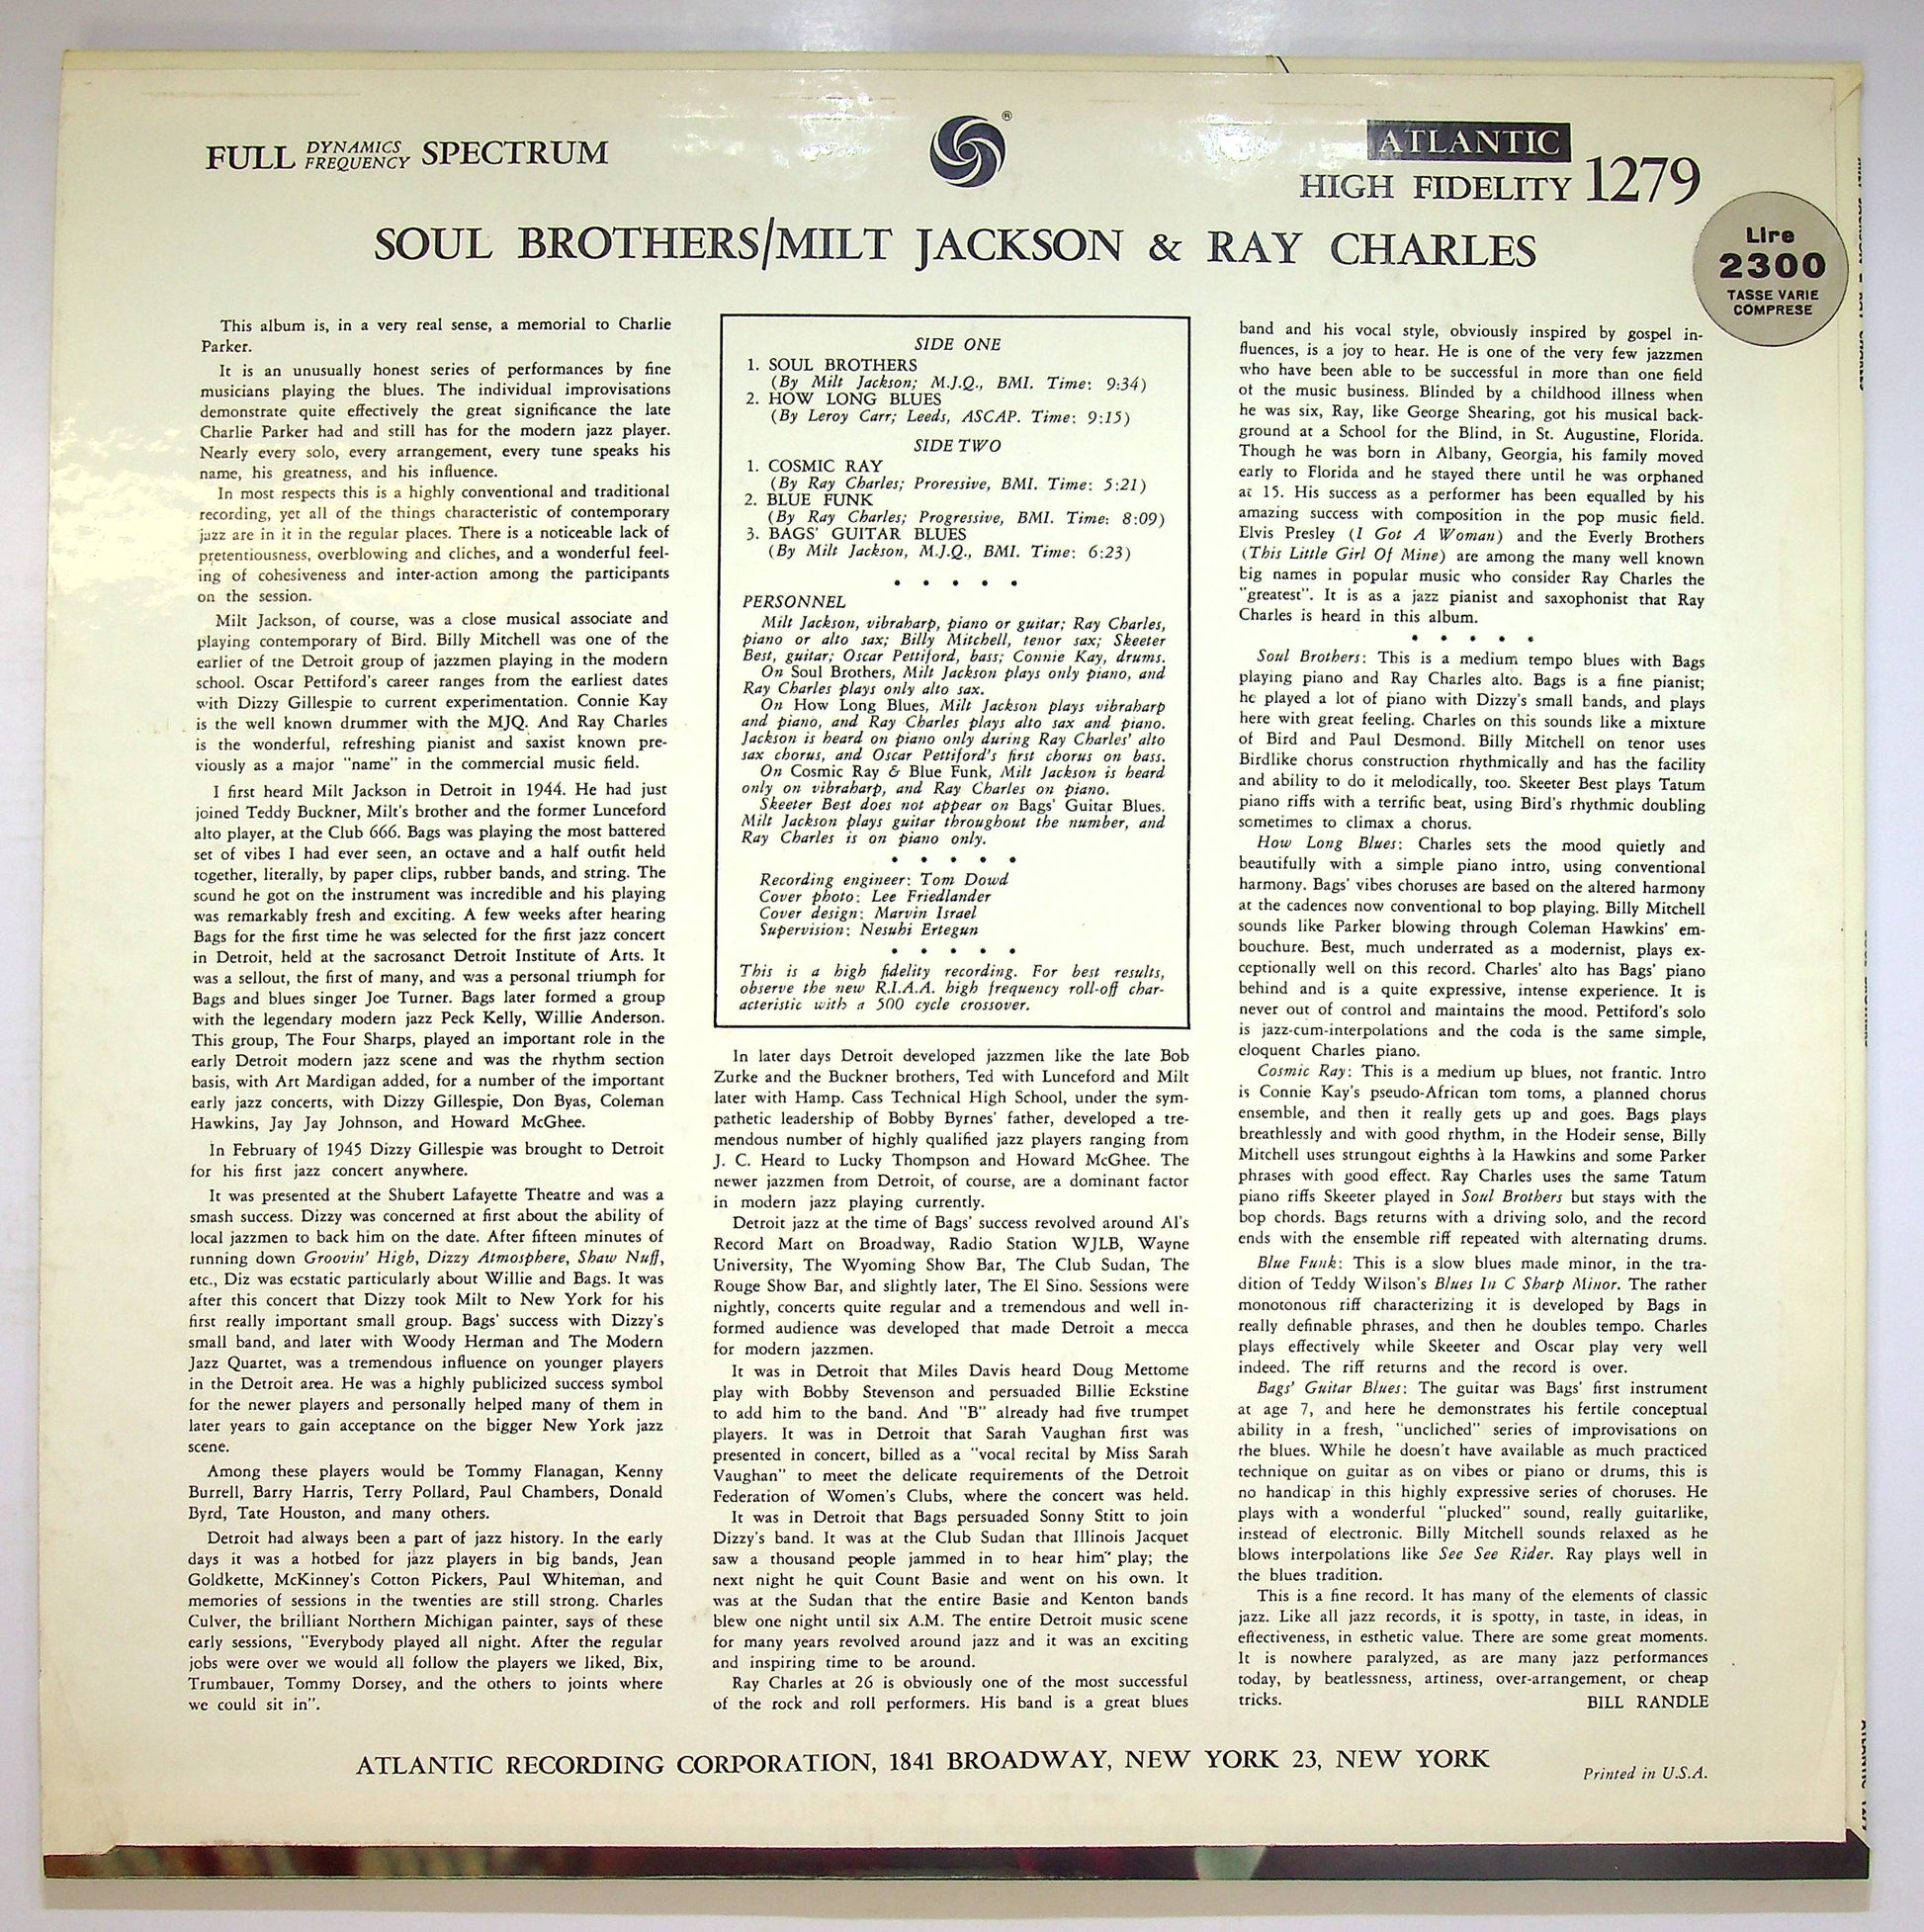 FULL DYNAMICS FREQUENCY SPECTRUM
®
ATLANTIC
HIGH FIDELITY 1279
SOUL BROTHERS/MILT JACKSON & RAY CHARLES
Lire
2300
TASSE VARIE
COMPRESE
This album is, in a very real sense, a memorial to Charlie
Parker.
It is an unusually honest series of performances by fine
musicians playing the blues. The individual improvisations
demonstrate quite effectively the great significance the late
Charlie Parker had and still has for the modern jazz player.
Nearly every solo, every arrangement, every tune speaks his
name, his greatness, and his influence.
In most respects this is a highly conventional and traditional
recording, yet all of the things characteristic of contemporary
jazz are in it in the regular places. There is a noticeable lack of
pretentiousness, overblowing and cliches, and a wonderful feel-
ing of cohesiveness and inter-action among the participants
on the session.
Milt Jackson, of course, was a close musical associate and
playing contemporary of Bird. Billy Mitchell was one of the
earlier of the Detroit group of jazzmen playing in the modern
school. Oscar Pettiford's career ranges from the earliest dates
with Dizzy Gillespie to current experimentation. Connie Kay
is the well known drummer with the MJQ. And Ray Charles
is the wonderful, refreshing pianist and saxist known pre-
viously as a major "name" in the commercial music field.
I first heard Milt Jackson in Detroit in 1944. He had just
joined Teddy Buckner, Milt's brother and the former Lunceford
alto player, at the Club 666. Bags was playing the most battered
set of vibes I had ever seen, an octave and a half outfit held
together, literally, by paper clips, rubber bands, and string. The
sound he got on the instrument was incredible and his playing
was remarkably fresh and exciting. A few weeks after hearing
Bags for the first time he was selected for the first jazz concert
in Detroit, held at the sacrosanct Detroit Institute of Arts. It
was a sellout, the first of many, and was a personal triumph for
Bags and blues singer Joe Turner. Bags later formed a group
with the legendary modern jazz Peck Kelly, Willie Anderson.
This group, The Four Sharps, played an important role in the
early Detroit modern jazz scene and was the rhythm section
basis, with Art Mardigan added, for a number of the important
early jazz concerts, with Dizzy Gillespie, Don Byas, Coleman
Hawkins, Jay Jay Johnson, and Howard McGhee.
In February of 1945 Dizzy Gillespie was brought to Detroit
for his first jazz concert anywhere.
It was presented at the Shubert Lafayette Theatre and was a
smash success. Dizzy was concerned at first about the ability of
local jazzmen to back him on the date. After fifteen minutes of
running down Groovin' High, Dizzy Atmosphere, Shaw Nuff,
etc., Diz was ecstatic particularly about Willie and Bags. It was
after this concert that Dizzy took Milt to New York for his
first really important small group. Bags' success with Dizzy's
small band, and later with Woody Herman and The Modern
Jazz Quartet, was a tremendous influence on younger players
in the Detroit area. He was a highly publicized success symbol
for the newer players and personally helped many of them in
later years to gain acceptance on the bigger New York jazz
scene.
Among these players would be Tommy Flanagan, Kenny
Burrell, Barry Harris, Terry Pollard, Paul Chambers, Donald
Byrd, Tate Houston, and many others.
Detroit had always been a part of jazz history. In the early
days it was a hotbed for jazz players in big bands, Jean
Goldkette, McKinney's Cotton Pickers, Paul Whiteman, and
memories of sessions in the twenties are still strong. Charles
Culver, the brilliant Northern Michigan painter, says of these
early sessions, "Everybody played all night. After the regular
jobs were over we would all follow the players we liked, Bix,
Trumbauer, Tommy Dorsey, and the others to joints where
we could sit in".
SIDE ONE
1. SOUL BROTHERS
(By Milt Jackson; M.J.Q., BMI. Time: 9:34)
2. HOW LONG BLUES
(By Leroy Carr; Leeds, ASCAP. Time: 9:15)
SIDE TWO
1. COSMIC RAY
(By Ray Charles; Proressive, BMI. Time: 5:21)
2. BLUE FUNK
(By Ray Charles; Progressive, BMI. Time: 8:09)
3. BAGS' GUITAR BLUES
(By Milt Jackson, M.J.Q., BMI. Time: 6:23)
• • • • •
PERSONNEL
Milt Jackson, vibraharp, piano or guitar; Ray Charles,
piano or alto sax; Billy Mitchell, tenor sax; Skeeter
Best, guitar; Oscar Pettiford, bass; Connie Kay, drums.
On Soul Brothers, Milt Jackson plays only piano, and
Ray Charles plays only alto sax.
On How Long Blues, Milt Jackson plays vibraharp
and piano, and Ray Charles plays alto sax and piano.
Jackson is heard on piano only during Ray Charles' alto
sax chorus, and Oscar Pettiford's first chorus on bass.
On Cosmic Ray & Blue Funk, Milt Jackson is heard
only on vibraharp, and Ray Charles on piano.
Skeeter Best does not appear on Bags' Guitar Blues.
Milt Jackson plays guitar throughout the number, and
Ray Charles is on piano only.
• • • • •
Recording engineer: Tom Dowd
Cover photo: Lee Friedlander
Cover design: Marvin Israel
Supervision: Nesuhi Ertegun
• • • • •
This is a high fidelity recording. For best results,
observe the new R.I.A.A. high frequency roll-off char-
acteristic with a 500 cycle crossover.
In later days Detroit developed jazzmen like the late Bob
Zurke and the Buckner brothers, Ted with Lunceford and Milt
later with Hamp. Cass Technical High School, under the sym-
pathetic leadership of Bobby Byrnes' father, developed a tre-
mendous number of highly qualified jazz players ranging from
J. C. Heard to Lucky Thompson and Howard McGhee. The
newer jazzmen from Detroit, of course, are a dominant factor
in modern jazz playing currently.
Detroit jazz at the time of Bags' success revolved around Al's
Record Mart on Broadway, Radio Station WJLB, Wayne
University, The Wyoming Show Bar, The Club Sudan, The
Rouge Show Bar, and slightly later, The El Sino. Sessions were
nightly, concerts quite regular and a tremendous and well in-
formed audience was developed that made Detroit a mecca
for modern jazzmen.
It was in Detroit that Miles Davis heard Doug Mettome
play with Bobby Stevenson and persuaded Billie Eckstine
to add him to the band. And "B" already had five trumpet
players. It was in Detroit that Sarah Vaughan first was
presented in concert, billed as a "vocal recital by Miss Sarah
Vaughan" to meet the delicate requirements of the Detroit
Federation of Women's Clubs, where the concert was held.
It was in Detroit that Bags persuaded Sonny Stitt to join
Dizzy's band. It was at the Club Sudan that Illinois Jacquet
saw a thousand people jammed in to hear him play; the
next night he quit Count Basie and went on his own. It
was at the Sudan that the entire Basie and Kenton bands
blew one night until six A.M. The entire Detroit music scene
for many years revolved around jazz and it was an exciting
and inspiring time to be around.
Ray Charles at 26 is obviously one of the most successful
of the rock and roll performers. His band is a great blues
band and his vocal style, obviously inspired by gospel in-
fluences, is a joy to hear. He is one of the very few jazzmen
who have been able to be successful in more than one field
of the music business. Blinded by a childhood illness when
he was six, Ray, like George Shearing, got his musical back-
ground at a School for the Blind, in St. Augustine, Florida.
Though he was born in Albany, Georgia, his family moved
early to Florida and he stayed there until he was orphaned
at 15. His success as a performer has been equalled by his
amazing success with composition in the pop music field.
Elvis Presley (I Got A Woman) and the Everly Brothers
(This Little Girl Of Mine) are among the many well known
big names in popular music who consider Ray Charles the
"greatest". It is as a jazz pianist and saxophonist that Ray
Charles is heard in this album.
• • • • •
Soul Brothers: This is a medium tempo blues with Bags
playing piano and Ray Charles alto. Bags is a fine pianist;
he played a lot of piano with Dizzy's small bands, and plays
here with great feeling. Charles on this sounds like a mixture
of Bird and Paul Desmond. Billy Mitchell on tenor uses
Birdlike chorus construction rhythmically and has the facility
and ability to do it melodically, too. Skeeter Best plays Tatum
piano riffs with a terrific beat, using Bird's rhythmic doubling
sometimes to climax a chorus.
How Long Blues: Charles sets the mood quietly and
beautifully with a simple piano intro, using conventional
harmony. Bags' vibes choruses are based on the altered harmony
at the cadences now conventional to bop playing. Billy Mitchell
sounds like Parker blowing through Coleman Hawkins' em-
bouchure. Best, much underrated as a modernist, plays ex-
ceptionally well on this record. Charles' alto has Bags' piano
behind and is a quite expressive, intense experience. It is
never out of control and maintains the mood. Pettiford's solo
is jazz-cum-interpolations and the coda is the same simple,
eloquent Charles piano.
Cosmic Ray: This is a medium up blues, not frantic. Intro
is Connie Kay's pseudo-African tom toms, a planned chorus
ensemble, and then it really gets up and goes. Bags plays
breathlessly and with good rhythm, in the Hodeir sense, Billy
Mitchell uses strungout eighths à la Hawkins and some Parker
phrases with good effect. Ray Charles uses the same Tatum
piano riffs Skeeter played in Soul Brothers but stays with the
bop chords. Bags returns with a driving solo, and the record
ends with the ensemble riff repeated with alternating drums.
Blue Funk: This is a slow blues made minor, in the tra-
dition of Teddy Wilson's Blues In C Sharp Minor. The rather
monotonous riff characterizing it is developed by Bags in
really definable phrases, and then he doubles tempo. Charles
plays effectively while Skeeter and Oscar play very well
indeed. The riff returns and the record is over.
Bags' Guitar Blues: The guitar was Bags' first instrument
at age 7, and here he demonstrates his fertile conceptual
ability in a fresh, "uncliched" series of improvisations on
the blues. While he doesn't have available as much practiced
technique on guitar as on vibes or piano or drums, this is
no handicap in this highly expressive series of choruses. He
plays with a wonderful "plucked" sound, really guitarlike,
instead of electronic. Billy Mitchell sounds relaxed as he
blows interpolations like See See Rider. Ray plays well in
the blues tradition.
This is a fine record. It has many of the elements of classic
jazz. Like all jazz records, it is spotty, in taste, in ideas, in
effectiveness, in esthetic value. There are some great moments.
It is nowhere paralyzed, as are many jazz performances
today, by beatlessness, artiness, over-arrangement, or cheap
tricks. BILL RANDLE
ATLANTIC RECORDING CORPORATION, 1841 BROADWAY, NEW YORK 23, NEW YORK
Printed in U.S.A.